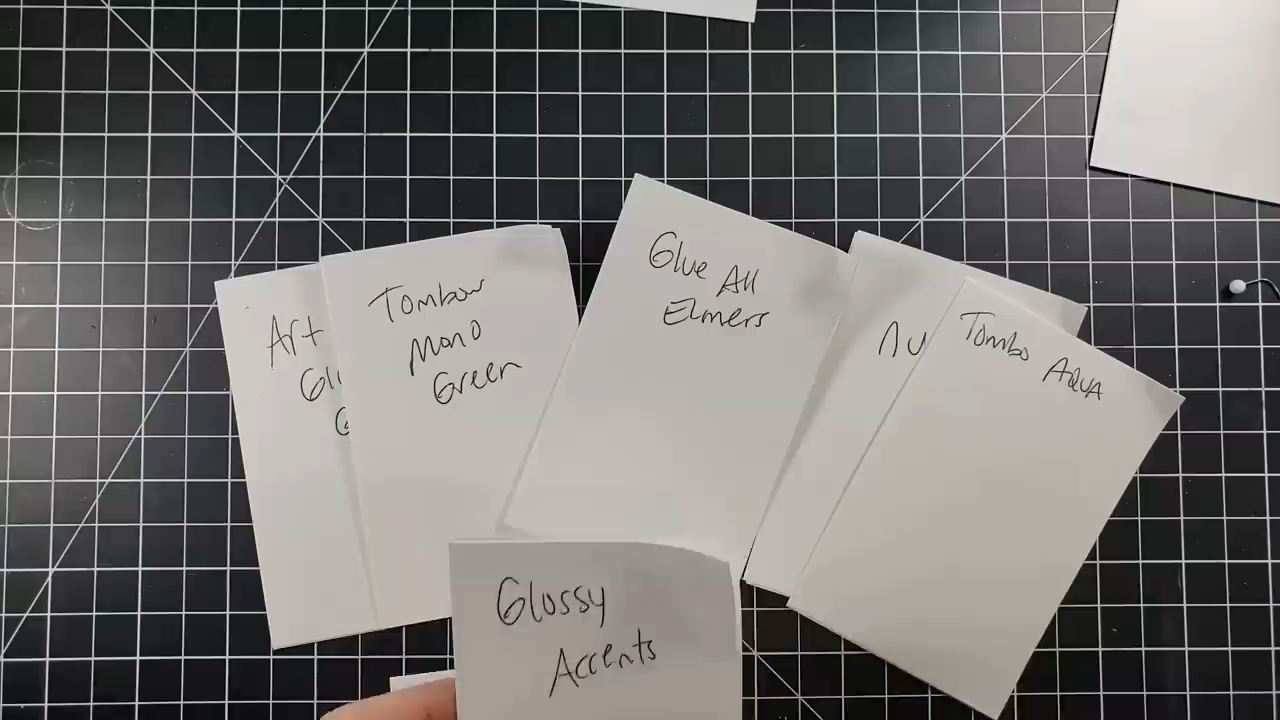 Art
Tombow
Mono
Green
Glue All
Elmers
Tombo Aqua
Glossy
Accents